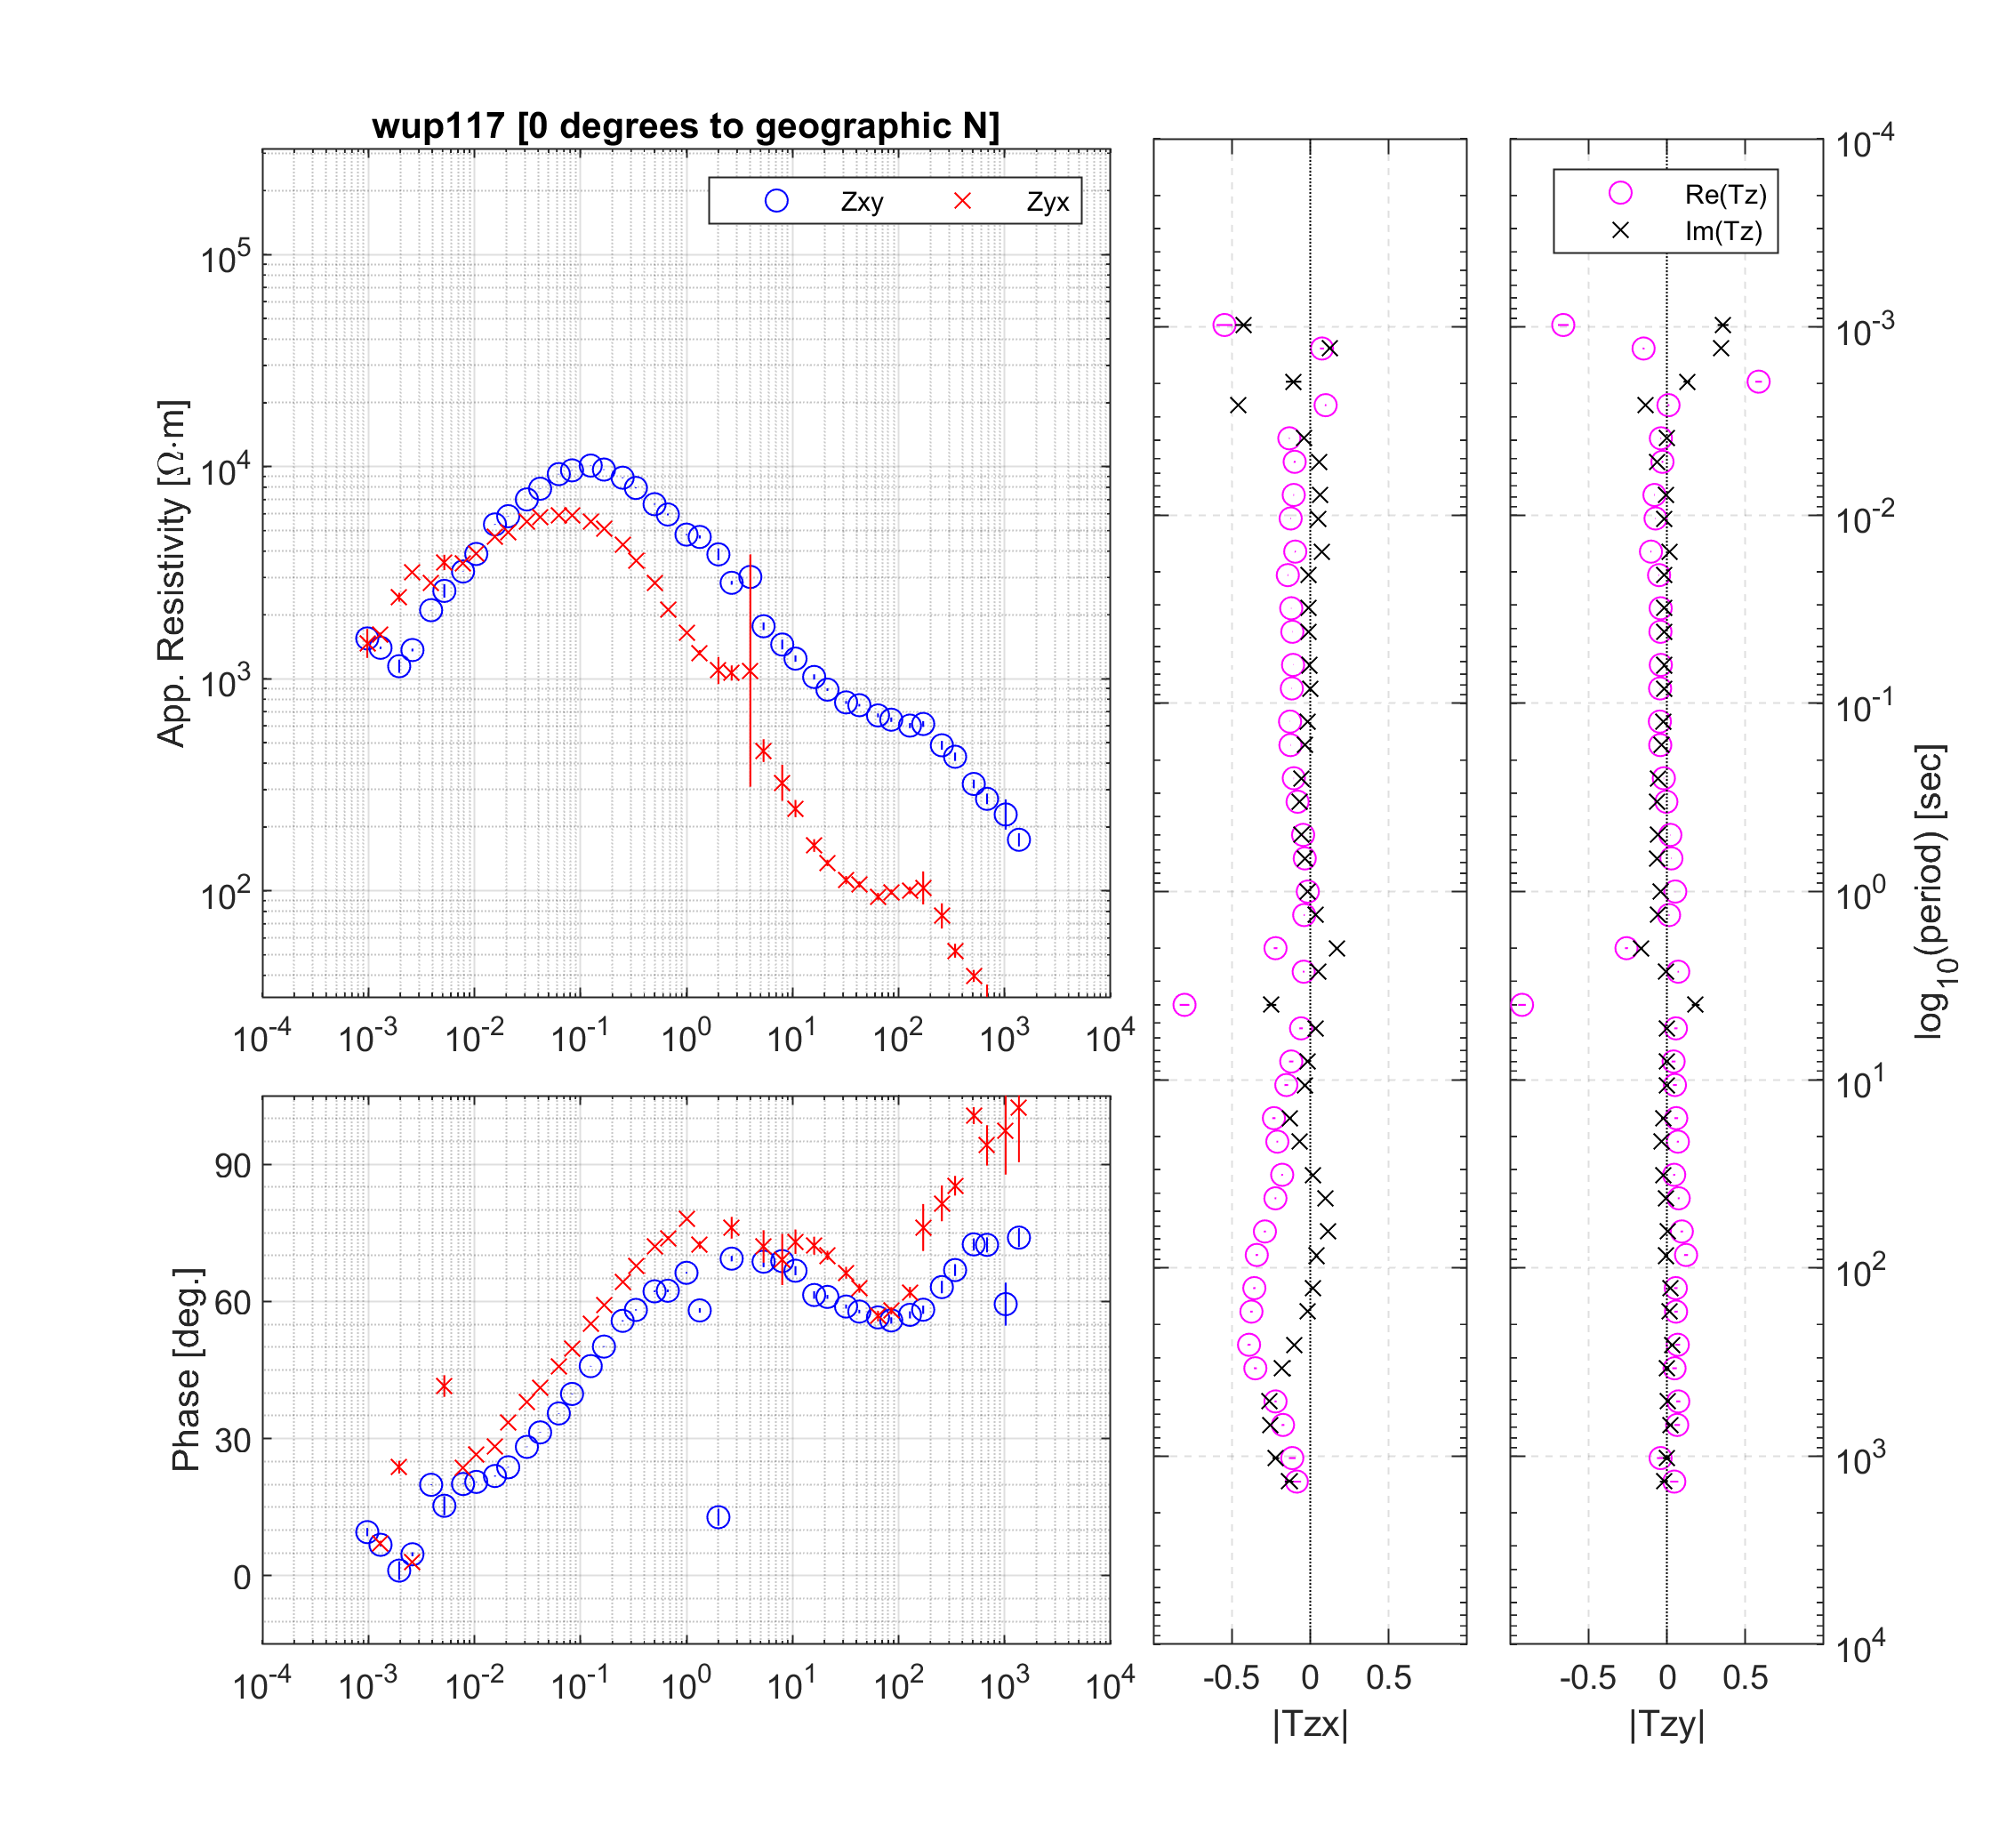 wup117 [0 degrees to geographic N]
Zxy Zyx
App. Resistivity [Ω·m]
10^5
10^4
10^3
10^2
10^-4 10^-3 10^-2 10^-1 10^0 10^1 10^2 10^3 10^4
Phase [deg.]
90
60
30
0
10^-4 10^-3 10^-2 10^-1 10^0 10^1 10^2 10^3 10^4
-0.5 0 0.5
|Tzx|
Re(Tz)
Im(Tz)
-0.5 0 0.5
|Tzy|
10^-4
10^-3
10^-2
10^-1
10^0
10^1
10^2
10^3
10^4
log10(period) [sec]